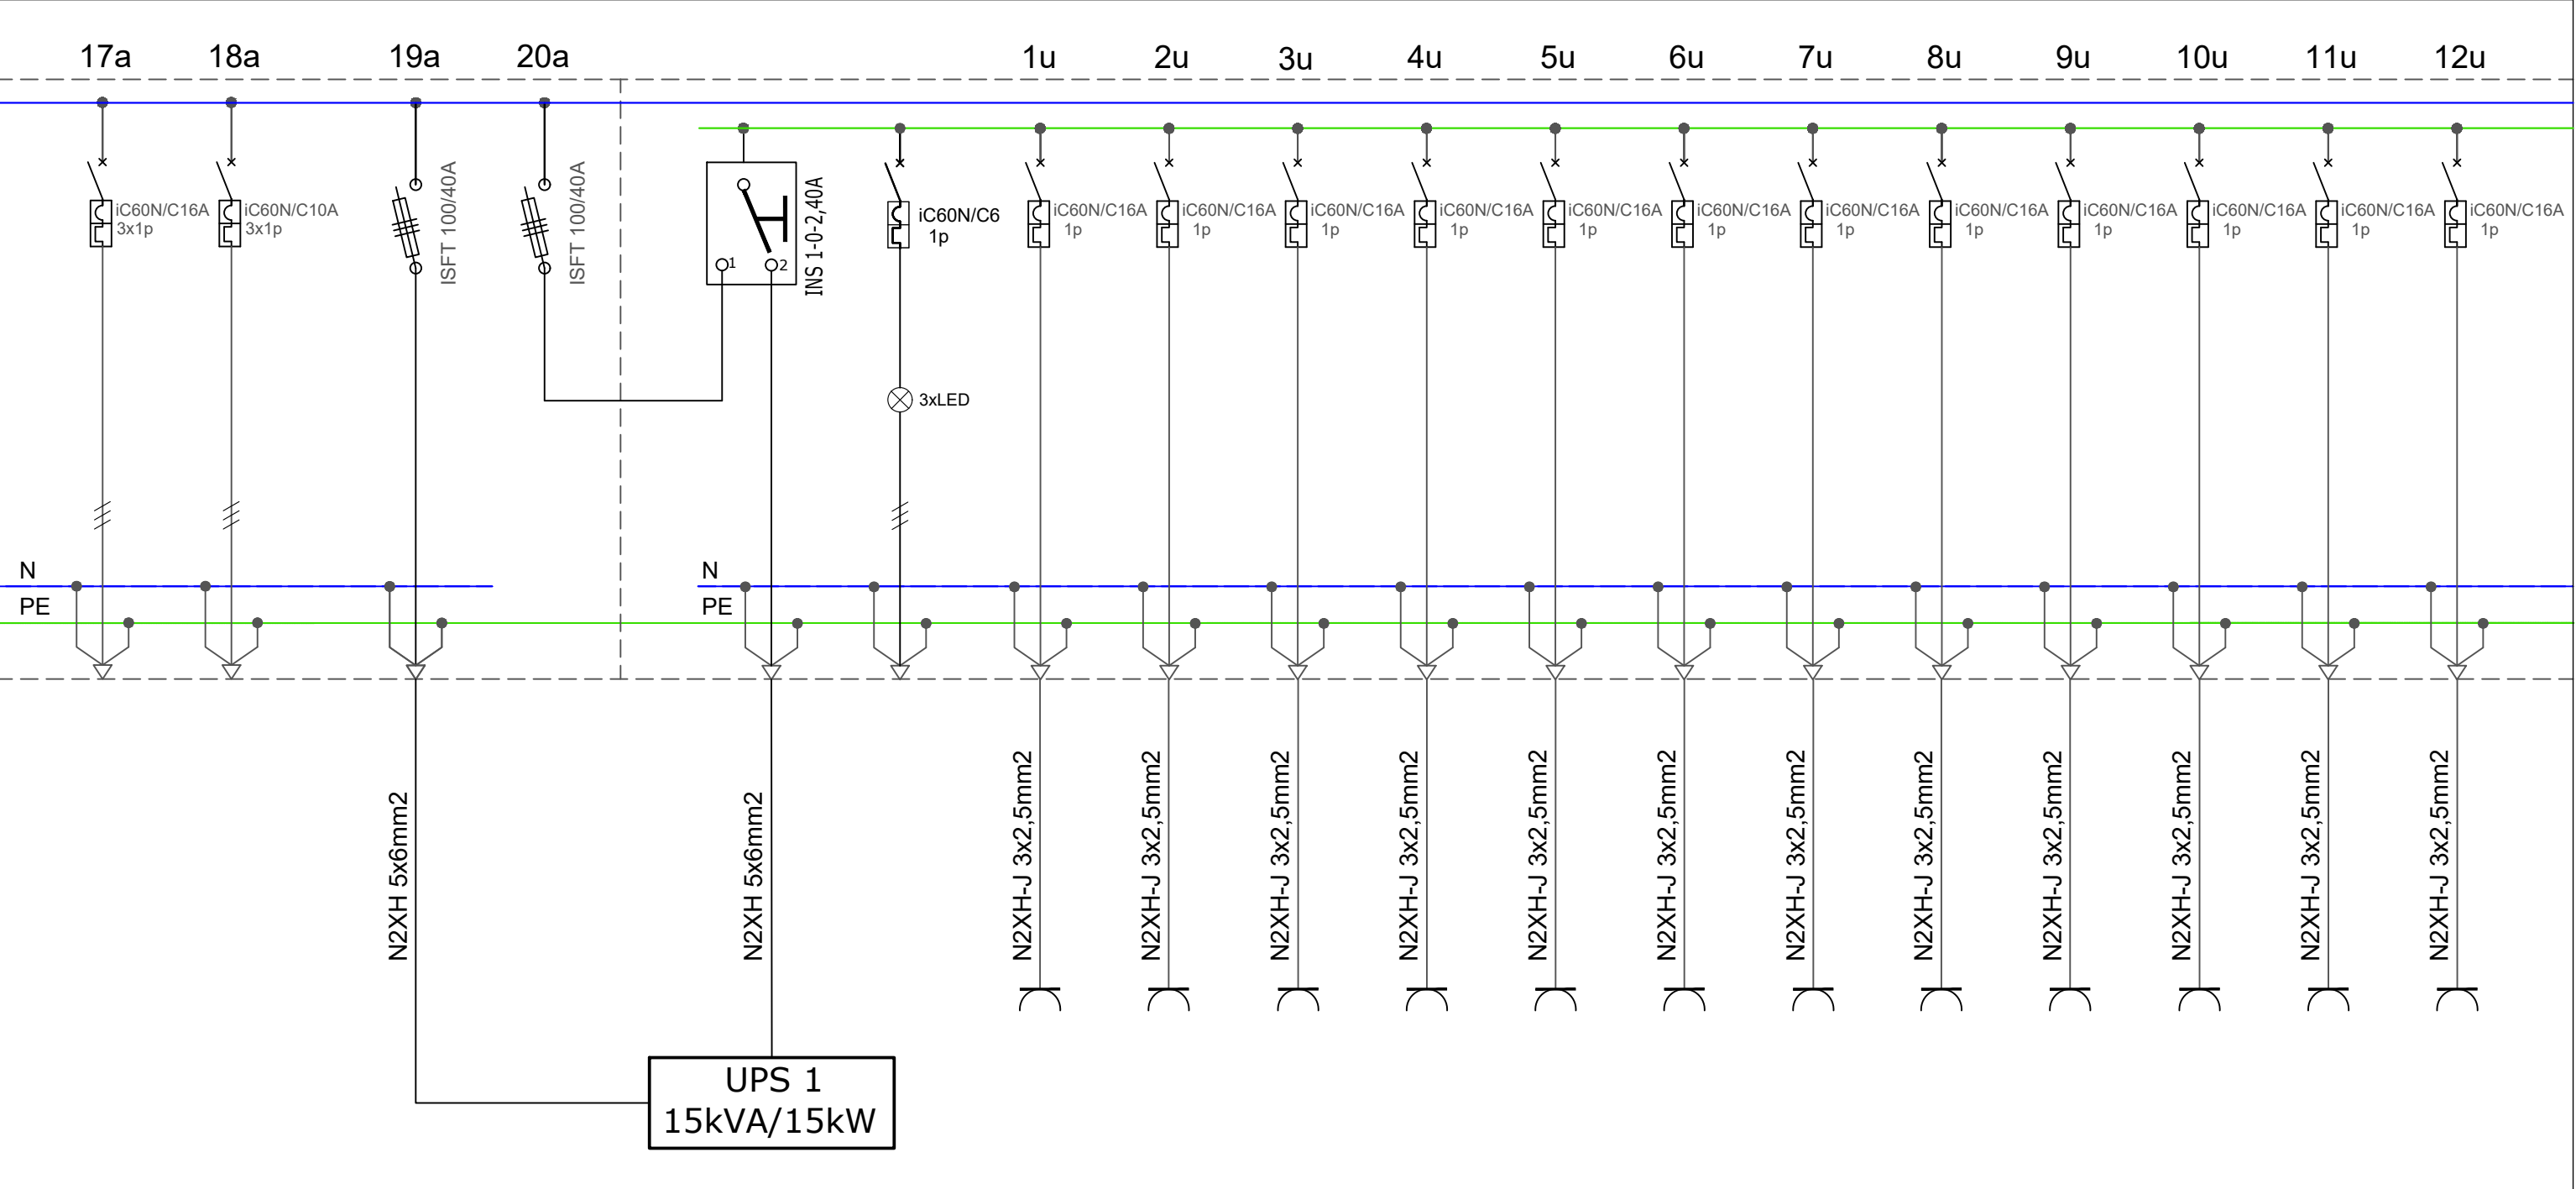 17a 18a 19a 20a 1u 2u 3u 4u 5u 6u 7u 8u 9u 10u 11u 12u
iC60N/C16A
3x1p
iC60N/C10A
3x1p
ISFT 100/40A
ISFT 100/40A
1
2
INS 1-0-2,40A
iC60N/C6
1p
iC60N/C16A
1p
iC60N/C16A
1p
iC60N/C16A
1p
iC60N/C16A
1p
iC60N/C16A
1p
iC60N/C16A
1p
iC60N/C16A
1p
iC60N/C16A
1p
iC60N/C16A
1p
iC60N/C16A
1p
iC60N/C16A
1p
iC60N/C16A
1p
3xLED
N
PE
N
PE
N2XH 5x6mm2
N2XH 5x6mm2
N2XH-J 3x2,5mm2
N2XH-J 3x2,5mm2
N2XH-J 3x2,5mm2
N2XH-J 3x2,5mm2
N2XH-J 3x2,5mm2
N2XH-J 3x2,5mm2
N2XH-J 3x2,5mm2
N2XH-J 3x2,5mm2
N2XH-J 3x2,5mm2
N2XH-J 3x2,5mm2
N2XH-J 3x2,5mm2
N2XH-J 3x2,5mm2
UPS 1
15kVA/15kW